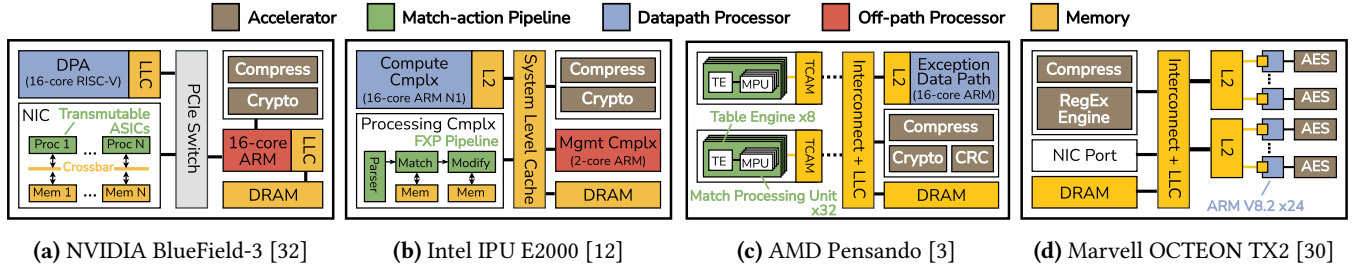 Accelerator
Match-action Pipeline
Datapath Processor
Off-path Processor
Memory
DPA
(16-core RISC-V)
LLC
NIC
Transmutable
ASICs
Proc 1
...
Proc N
Crossbar
Mem 1
...
Mem N
PCIe Switch
Compress
Crypto
16-core
ARM
LLC
DRAM
(a) NVIDIA BlueField-3 [32]
Compute
Cmplx
(16-core ARM N1)
L2
Processing Cmplx
FXP Pipeline
Parser
Match
Modify
Mem
Mem
System Level Cache
Compress
Crypto
Mgmt Cmplx
(2-core ARM)
DRAM
(b) Intel IPU E2000 [12]
TE
MPU
TCAM
Table Engine x8
TE
MPU
TCAM
Match Processing Unit
x32
Interconnect + LLC
L2
Exception
Data Path
(16-core ARM)
Compress
Crypto
CRC
DRAM
(c) AMD Pensando [3]
Compress
RegEx
Engine
NIC Port
DRAM
Interconnect + LLC
L2
L2
AES
AES
AES
AES
ARM V8.2 x24
(d) Marvell OCTEON TX2 [30]